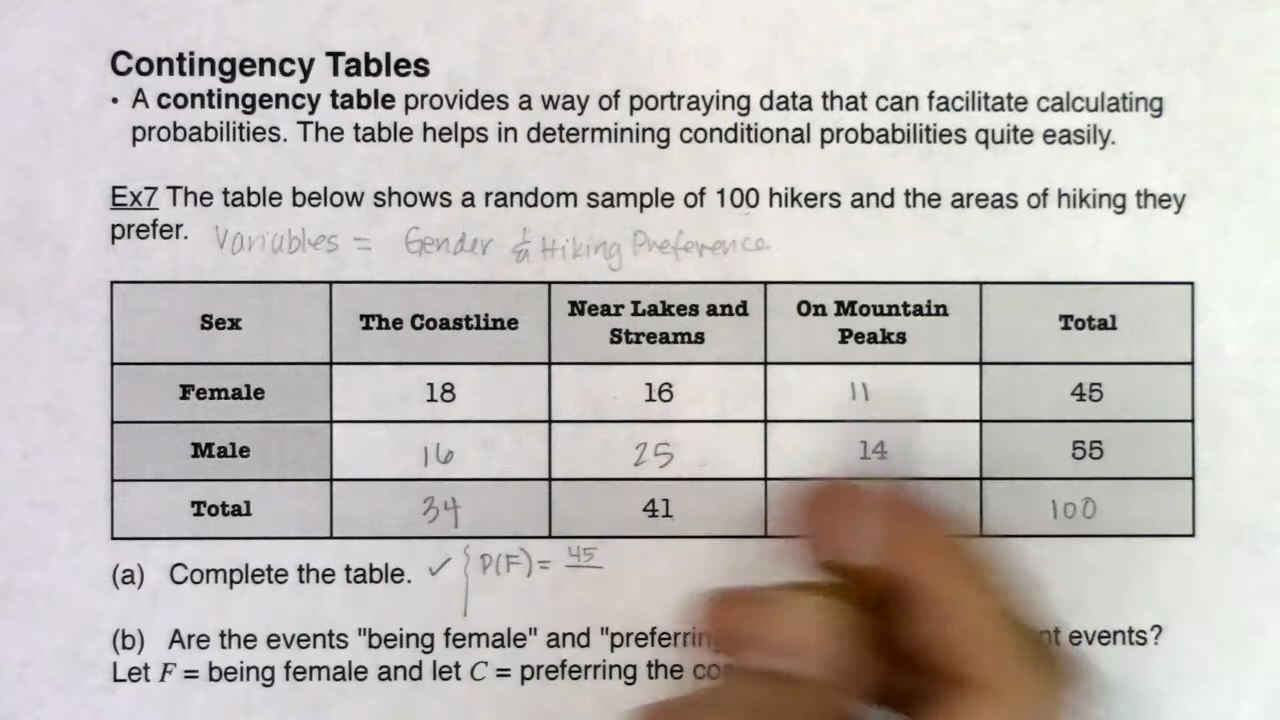 Contingency Tables
• A contingency table provides a way of portraying data that can facilitate calculating
probabilities. The table helps in determining conditional probabilities quite easily.
Ex7 The table below shows a random sample of 100 hikers and the areas of hiking they
prefer. Variables = Gender & Hiking Preference
Sex The Coastline Near Lakes and Streams On Mountain Peaks Total
Female 18 16 11 45
Male 16 25 14 55
Total 34 41 100
(a) Complete the table. ✓ { P(F) = 45
(b) Are the events "being female" and "preferrin nt events?
Let F = being female and let C = preferring the co